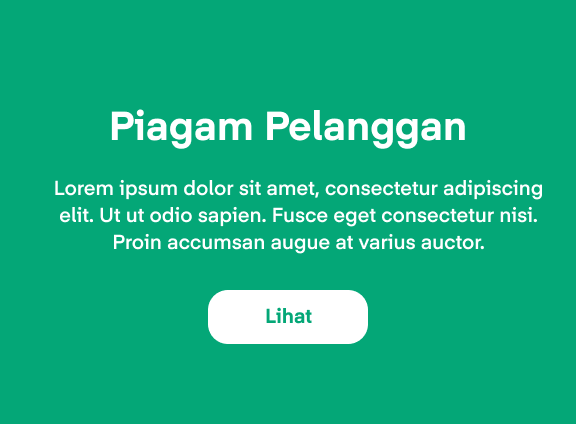 Piagam Pelanggan
Lorem ipsum dolor sit amet, consectetur adipiscing
elit. Ut ut odio sapien. Fusce eget consectetur nisi.
Proin accumsan augue at varius auctor.
Lihat